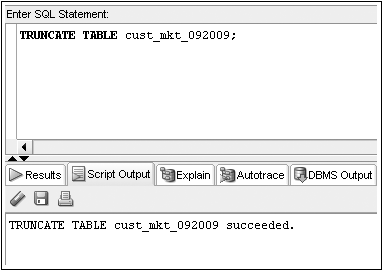 Enter SQL Statement:
TRUNCATE TABLE cust_mkt_092009;
Results Script Output Explain Autotrace DBMS Output
TRUNCATE TABLE cust_mkt_092009 succeeded.